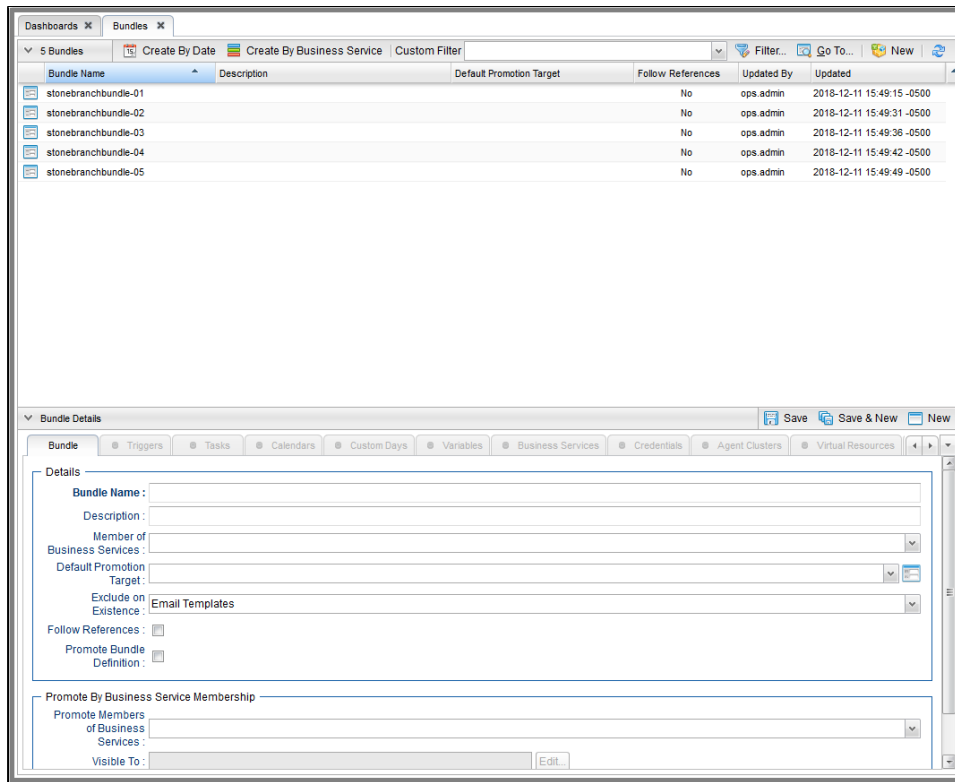 Dashboards Bundles
5 Bundles Create By Date Create By Business Service Custom Filter Filter... Go To... New
Bundle Name Description Default Promotion Target Follow References Updated By Updated
stonebranchbundle-01 No ops.admin 2018-12-11 15:49:15 -0500
stonebranchbundle-02 No ops.admin 2018-12-11 15:49:31 -0500
stonebranchbundle-03 No ops.admin 2018-12-11 15:49:36 -0500
stonebranchbundle-04 No ops.admin 2018-12-11 15:49:42 -0500
stonebranchbundle-05 No ops.admin 2018-12-11 15:49:49 -0500
Bundle Details Save Save & New New
Bundle Triggers Tasks Calendars Custom Days Variables Business Services Credentials Agent Clusters Virtual Resources
Details
Bundle Name :
Description :
Member of
Business Services :
Default Promotion
Target :
Exclude on
Existence : Email Templates
Follow References :
Promote Bundle
Definition :
Promote By Business Service Membership
Promote Members
of Business
Services :
Visible To : Edit...